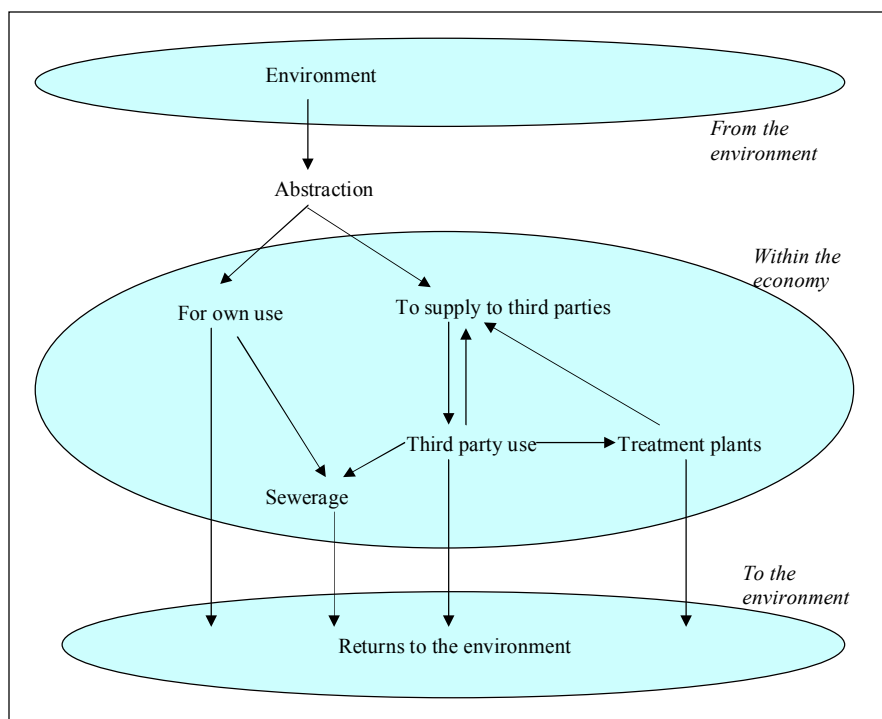 Environment
From the
environment
Abstraction
Within the
economy
For own use
To supply to third parties
Third party use
Treatment plants
Sewerage
To the
environment
Returns to the environment